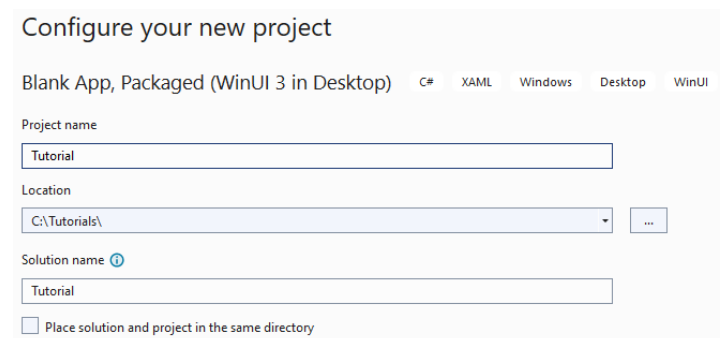 Configure your new project
Blank App, Packaged (WinUI 3 in Desktop) C# XAML Windows Desktop WinUI
Project name
Tutorial
Location
C:\Tutorials\
...
Solution name
Tutorial
Place solution and project in the same directory